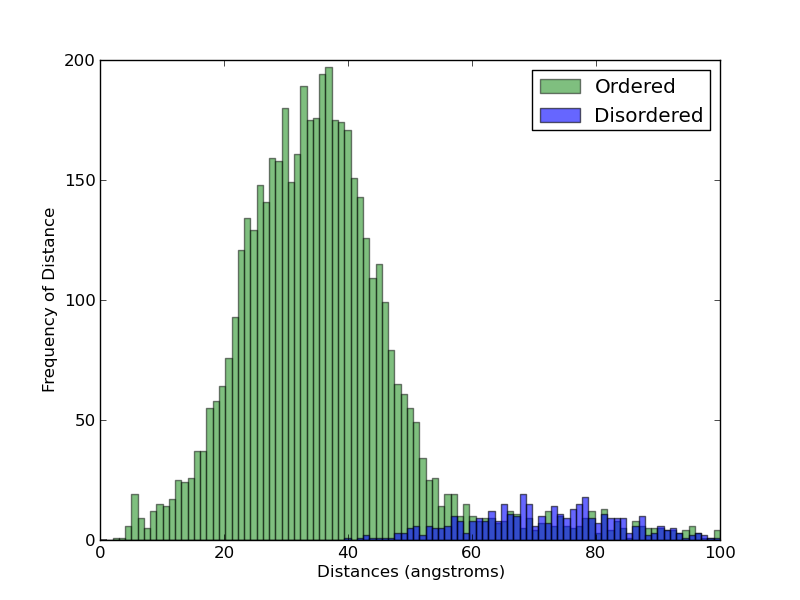 200
150
100
50
0
Frequency of Distance
Ordered
Disordered
0 20 40 60 80 100
Distances (angstroms)